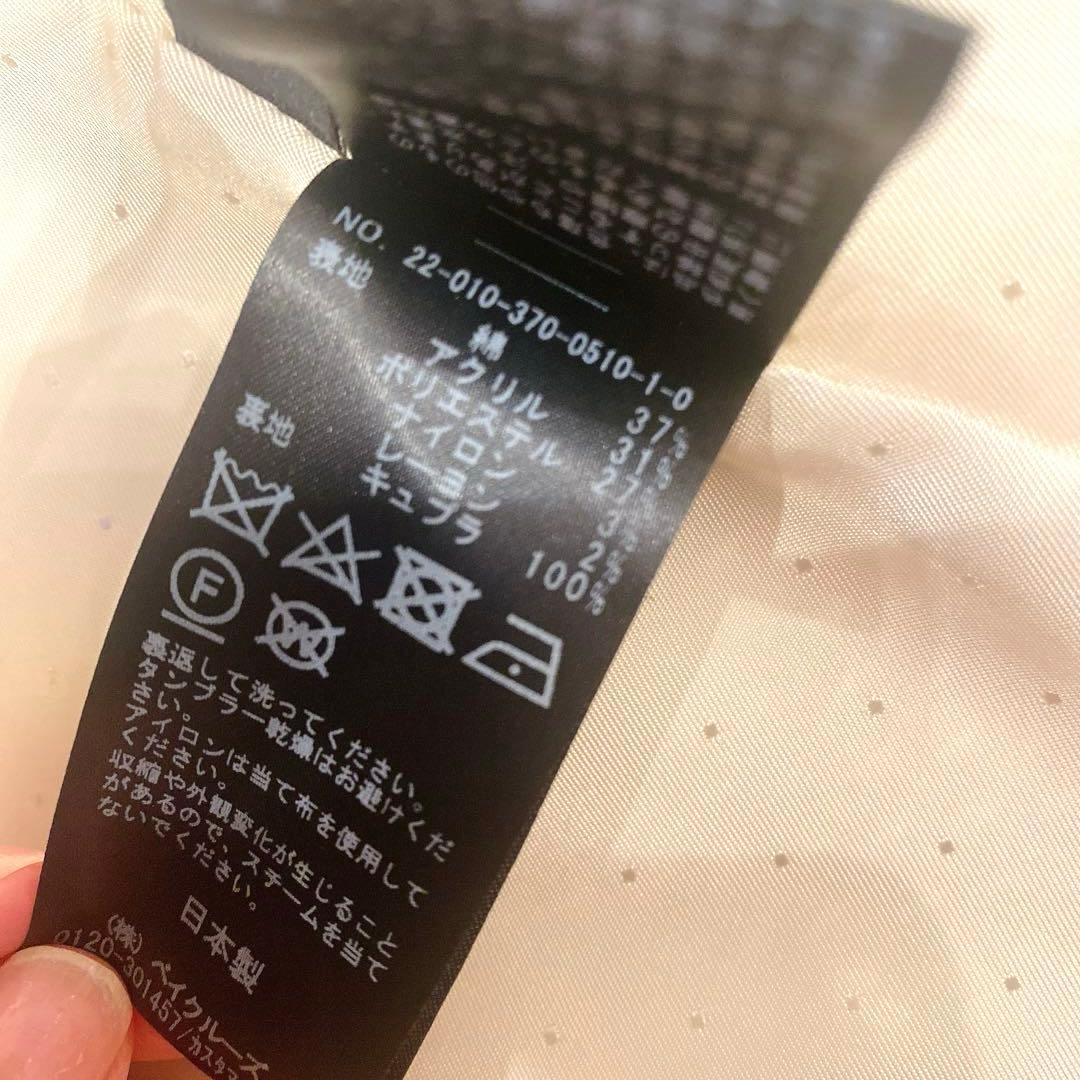 NO. 22-010-370-0510-1-0
表地 綿 37%
アクリル 31%
ポリエステル 27%
ナイロン 3%
レーヨン 2%
裏地 キュプラ 100%
F
W
裏返して洗ってください。
タンブラー乾燥はお避けくだ
さい。
アイロンは当て布を使用して
ください。
収縮や外観変化が生じること
があるので、スチームを当て
ないでください。
日本製
(株)ベイクルーズ
0120-301457/カスタマ